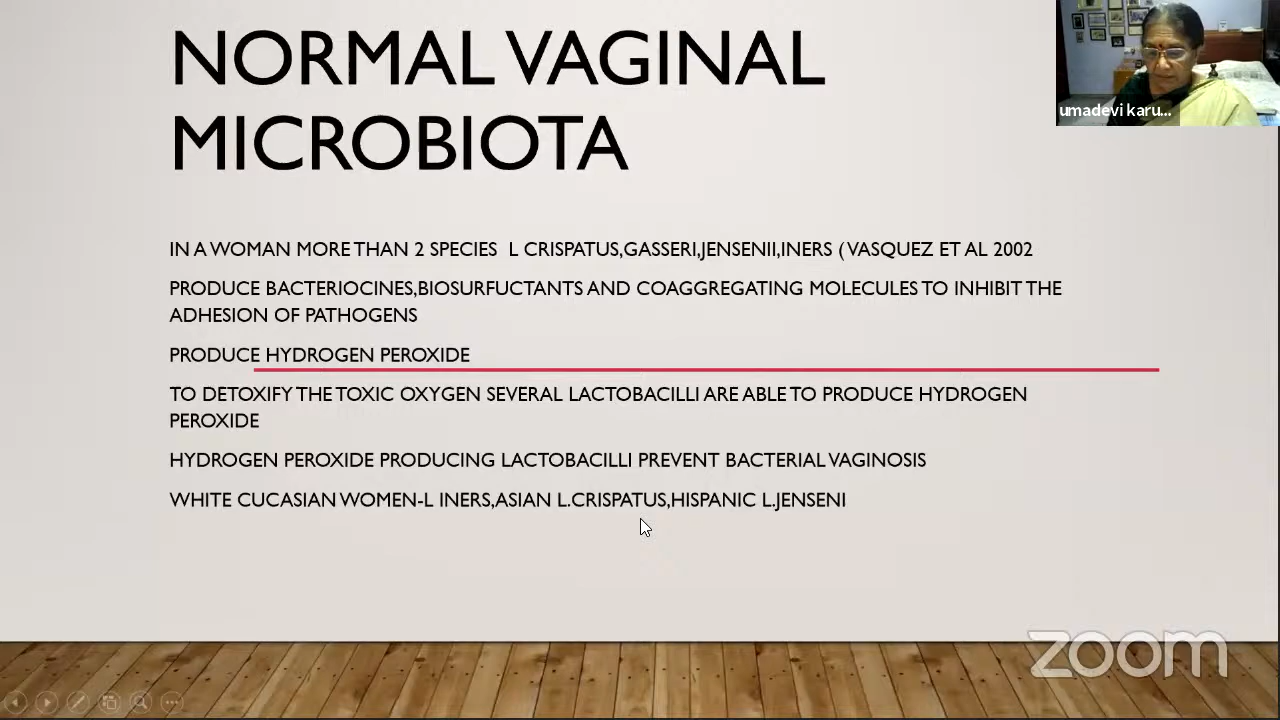 NORMAL VAGINAL
MICROBIOTA
umadevi karu...
IN A WOMAN MORE THAN 2 SPECIES L CRISPATUS,GASSERI,JENSENII,INERS ( VASQUEZ ET AL 2002
PRODUCE BACTERIOCINES,BIOSURFUCTANTS AND COAGGREGATING MOLECULES TO INHIBIT THE
ADHESION OF PATHOGENS
PRODUCE HYDROGEN PEROXIDE
TO DETOXIFY THE TOXIC OXYGEN SEVERAL LACTOBACILLI ARE ABLE TO PRODUCE HYDROGEN
PEROXIDE
HYDROGEN PEROXIDE PRODUCING LACTOBACILLI PREVENT BACTERIAL VAGINOSIS
WHITE CUCASIAN WOMEN-L INERS,ASIAN L.CRISPATUS,HISPANIC L.JENSENI
zoom